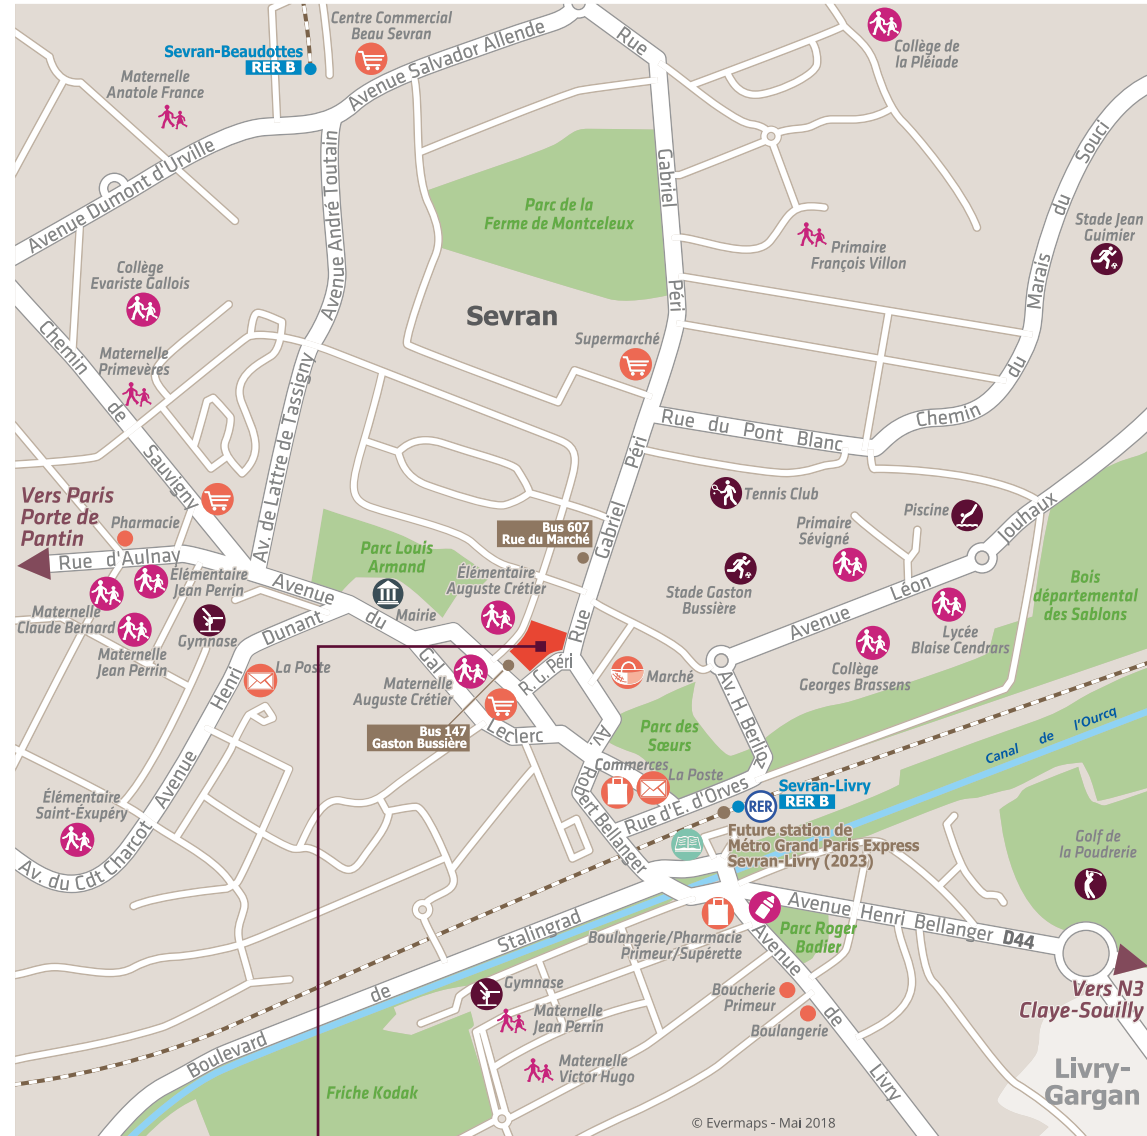 Centre Commercial
Beau Sevran
Sevran-Beaudottes
RER B
Avenue Salvador Allende
Rue
Collège de
la Pléiade
Maternelle
Anatole France
Avenue Dumont d'Urville
Avenue André Toutain
Gabriel
Péri
Parc de la
Ferme de Montceleux
Primaire
François Villon
Stade Jean
Guimier
Chemin
du
Marais
du
Souci
Collège
Evariste Gallois
Sevran
Supermarché
Maternelle
Primevères
Chemin
de
Sauvigny
Av. de Lattre de Tassigny
Rue du Pont Blanc
Rue
Gabriel
Péri
Vers Paris
Porte de
Pantin
Pharmacie
Rue d'Aulnay
Tennis Club
Primaire
Sévigné
Piscine
Bus 607
Rue du Marché
Parc Louis
Armand
Élémentaire
Auguste Crétier
Mairie
Stade Gaston
Bussière
Avenue
Léon
Jouhaux
Bois
départemental
des Sablons
Elémentaire
Jean Perrin
Maternelle
Claude Bernard
Maternelle
Jean Perrin
Gymnase
Avenue
du
Gal
Leclerc
Lycée
Blaise Cendrars
Collège
Georges Brassens
La Poste
Avenue
Henri
Dunant
Maternelle
Auguste Crétier
R. G. Péri
Marché
Av. H. Berlioz
Bus 147
Gaston Bussière
Parc des
Sœurs
Av. Robert Bellanger
Commerces
La Poste
Rue d'E. d'Orves
Sevran-Livry
RER B
RER
Canal de l'Ourcq
Future station de
Métro Grand Paris Express
Sevran-Livry (2023)
Élémentaire
Saint-Éxupéry
Av. du Cdt Charcot
Golf de
la Poudrerie
Avenue Henri Bellanger D44
Boulevard
de
Stalingrad
Boulangerie/Pharmacie
Primeur/Supérette
Parc Roger
Badier
Avenue
de
Livry
Boucherie
Primeur
Boulangerie
Vers N3
Claye-Souilly
Gymnase
Maternelle
Jean Perrin
Maternelle
Victor Hugo
Friche Kodak
Livry-
Gargan
© Evermaps - Mai 2018